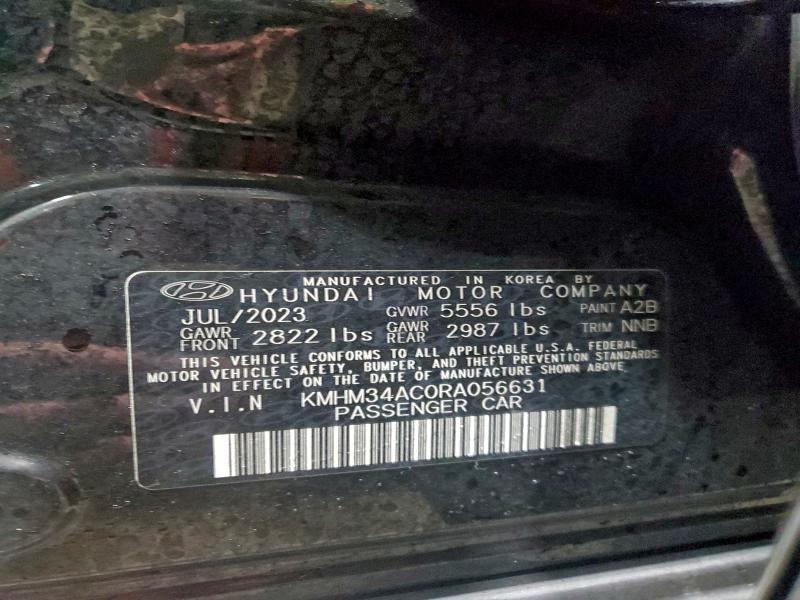 MANUFACTURED IN KOREA BY
HYUNDAI MOTOR COMPANY
JUL/2023 GVWR 5556 lbs PAINT A2B
GAWR FRONT 2822 lbs GAWR REAR 2987 lbs TRIM NNB
THIS VEHICLE CONFORMS TO ALL APPLICABLE U.S.A. FEDERAL
MOTOR VEHICLE SAFETY, BUMPER, AND THEFT PREVENTION STANDARDS
IN EFFECT ON THE DATE OF MANUFACTURE SHOWN ABOVE
V.I.N KMHM34AC0RA056631
PASSENGER CAR